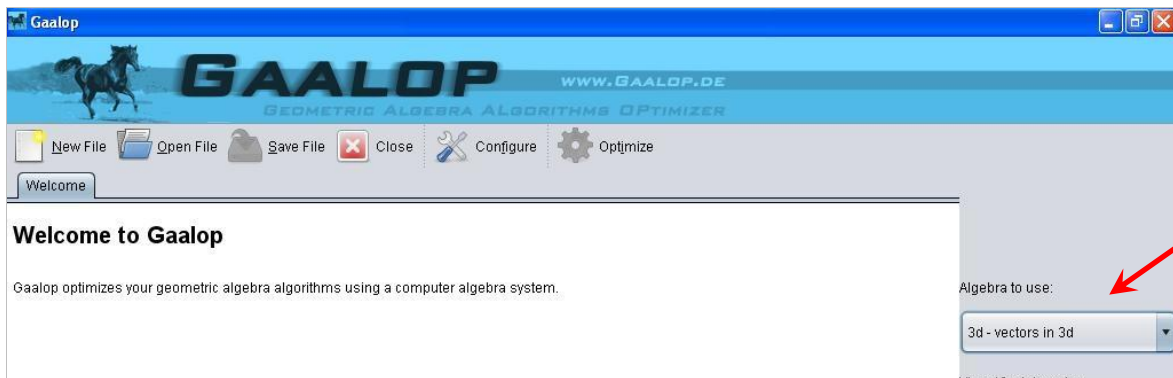 Gaalop
GAALOP
WWW.GAALOP.DE
GEOMETRIC ALGEBRA ALGORITHMS OPTIMIZER
New File Open File Save File Close Configure Optimize
Welcome
Welcome to Gaalop
Gaalop optimizes your geometric algebra algorithms using a computer algebra system.
Algebra to use:
3d - vectors in 3d